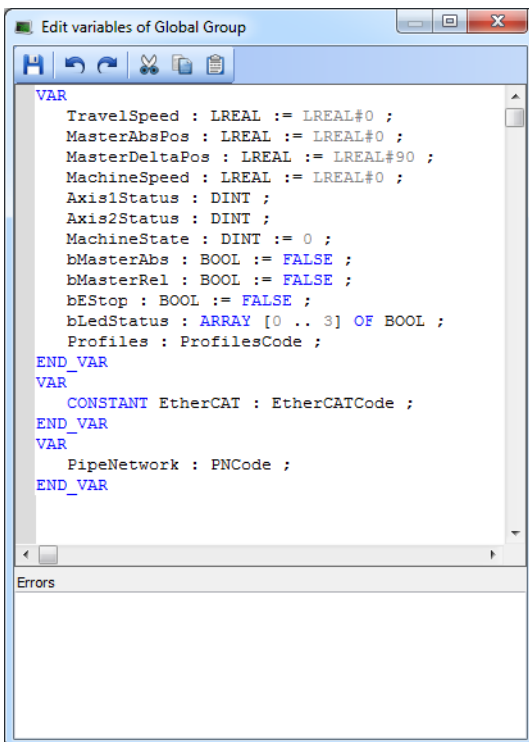 Edit variables of Global Group
VAR
TravelSpeed : LREAL := LREAL#0 ;
MasterAbsPos : LREAL := LREAL#0 ;
MasterDeltaPos : LREAL := LREAL#90 ;
MachineSpeed : LREAL := LREAL#0 ;
Axis1Status : DINT ;
Axis2Status : DINT ;
MachineState : DINT := 0 ;
bMasterAbs : BOOL := FALSE ;
bMasterRel : BOOL := FALSE ;
bEStop : BOOL := FALSE ;
bLedStatus : ARRAY [0 .. 3] OF BOOL ;
Profiles : ProfilesCode ;
END_VAR
VAR
CONSTANT EtherCAT : EtherCATCode ;
END_VAR
VAR
PipeNetwork : PNCode ;
END_VAR
Errors